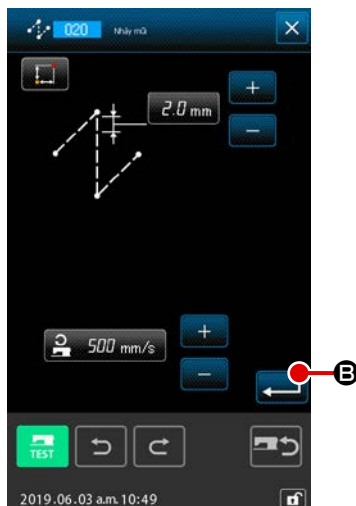 020 Nhảy mũi
2.0 mm
+
−
500 mm/s
+
−
B
TEST
2019.06.03 a.m. 10:49